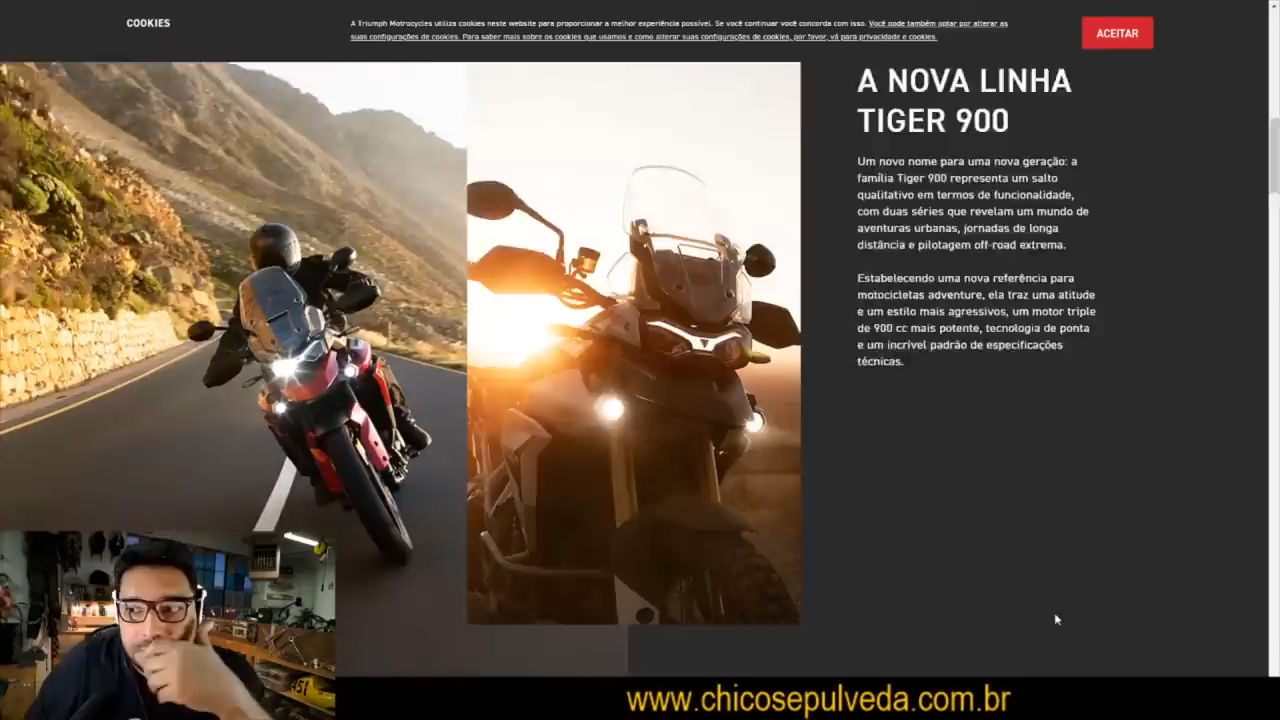 COOKIES
A Triumph Motrocycles utiliza cookies neste website para proporcionar a melhor experiência possível. Se você continuar você concorda com isso. Você pode também optar por alterar as
suas configurações de cookies. Para saber mais sobre os cookies que usamos e como alterar suas configurações de cookies, por favor, vá para privacidade e cookies.
ACEITAR
A NOVA LINHA
TIGER 900
Um novo nome para uma nova geração: a
família Tiger 900 representa um salto
qualitativo em termos de funcionalidade,
com duas séries que revelam um mundo de
aventuras urbanas, jornadas de longa
distância e pilotagem off-road extrema.
Estabelecendo uma nova referência para
motocicletas adventure, ela traz uma atitude
e um estilo mais agressivos, um motor triple
de 900 cc mais potente, tecnologia de ponta
e um incrível padrão de especificações
técnicas.
www.chicosepulveda.com.br